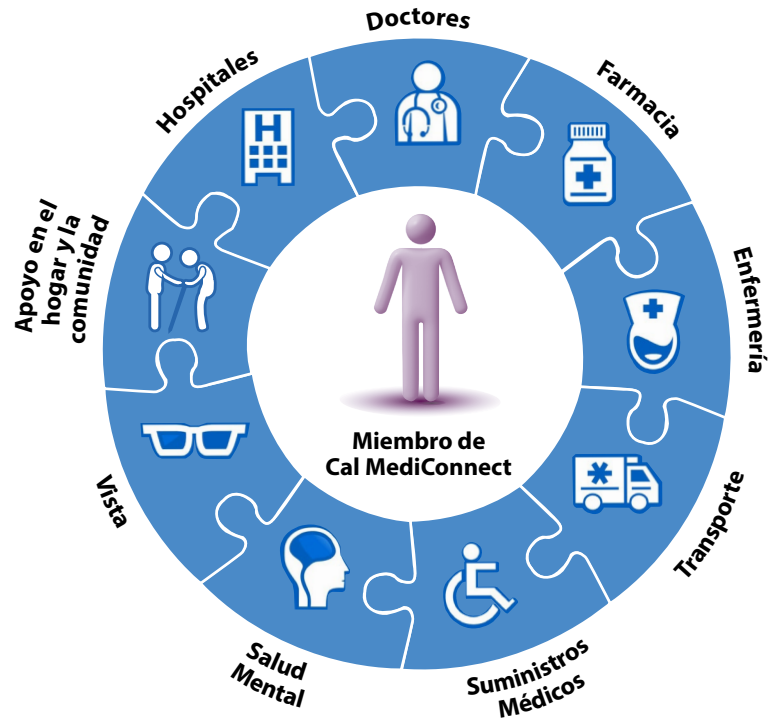 Doctores
Farmacia
Enfermería
Transporte
Suministros
Médicos
Salud
Mental
Vista
Apoyo en el
hogar y la
comunidad
Hospitales
H
Miembro de
Cal MediConnect